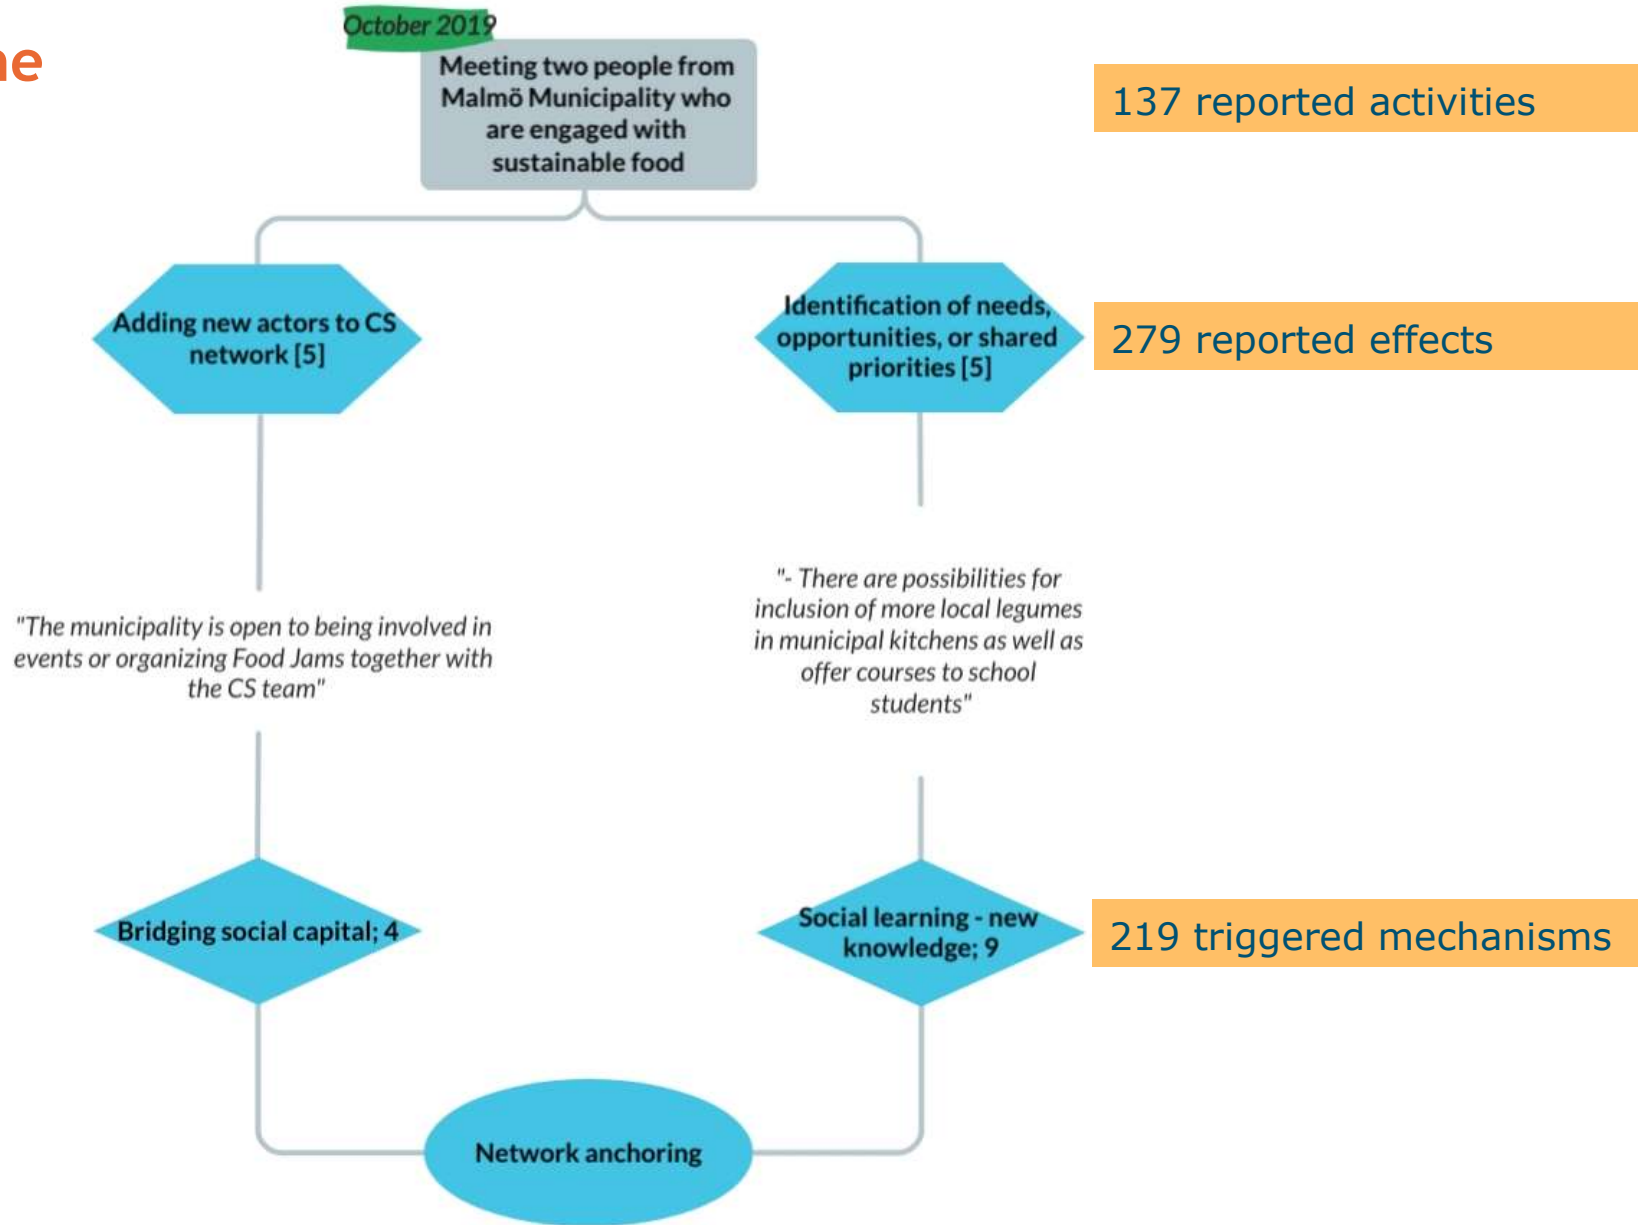 ne
October 2019
Meeting two people from
Malmö Municipality who
are engaged with
sustainable food
137 reported activities
Adding new actors to CS
network [5]
Identification of needs,
opportunities, or shared
priorities [5]
279 reported effects
"The municipality is open to being involved in
events or organizing Food Jams together with
the CS team"
"- There are possibilities for
inclusion of more local legumes
in municipal kitchens as well as
offer courses to school
students"
Bridging social capital; 4
Social learning - new
knowledge; 9
219 triggered mechanisms
Network anchoring